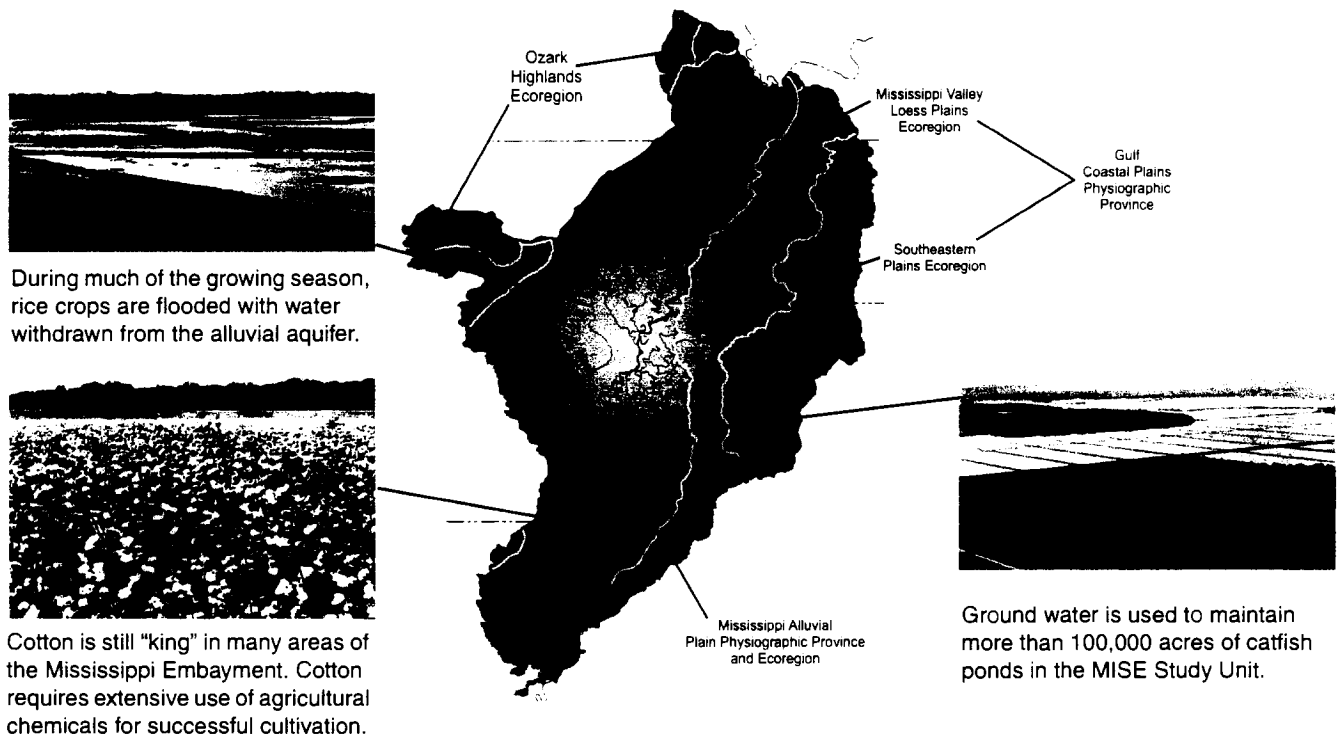 Ozark
Highlands
Ecoregion
Mississippi Valley
Loess Plains
Ecoregion
Gulf
Coastal Plains
Physiographic
Province
Southeastern
Plains Ecoregion
During much of the growing season,
rice crops are flooded with water
withdrawn from the alluvial aquifer.
Cotton is still "king" in many areas of
the Mississippi Embayment. Cotton
requires extensive use of agricultural
chemicals for successful cultivation.
Mississippi Alluvial
Plain Physiographic Province
and Ecoregion
Ground water is used to maintain
more than 100,000 acres of catfish
ponds in the MISE Study Unit.